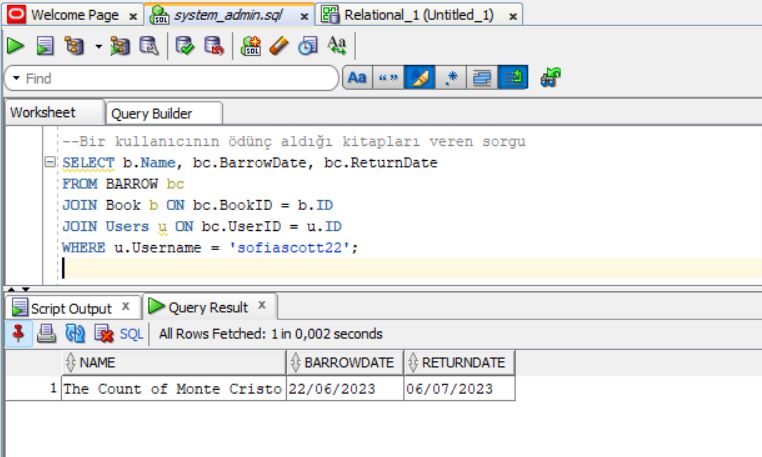 Welcome Page x system_admin.sql x Relational_1 (Untitled_1) x
SQL SQL Aa
Find Aa “” .*
Worksheet Query Builder
--Bir kullanıcının ödünç aldığı kitapları veren sorgu
SELECT b.Name, bc.BarrowDate, bc.ReturnDate
FROM BARROW bc
JOIN Book b ON bc.BookID = b.ID
JOIN Users u ON bc.UserID = u.ID
WHERE u.Username = 'sofiascott22';
Script Output x Query Result x
SQL All Rows Fetched: 1 in 0,002 seconds
NAME BARROWDATE RETURNDATE
1 The Count of Monte Cristo 22/06/2023 06/07/2023